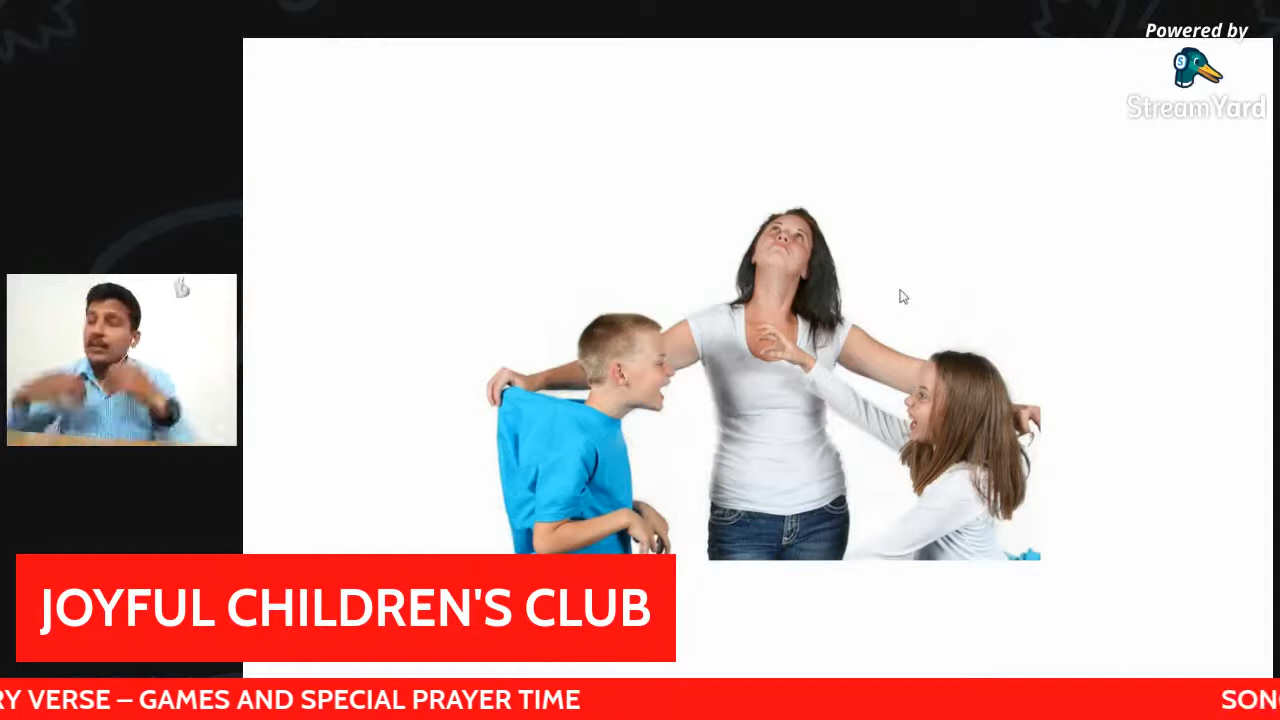 Powered by
StreamYard
JOYFUL CHILDREN'S CLUB
RY VERSE – GAMES AND SPECIAL PRAYER TIME
SON